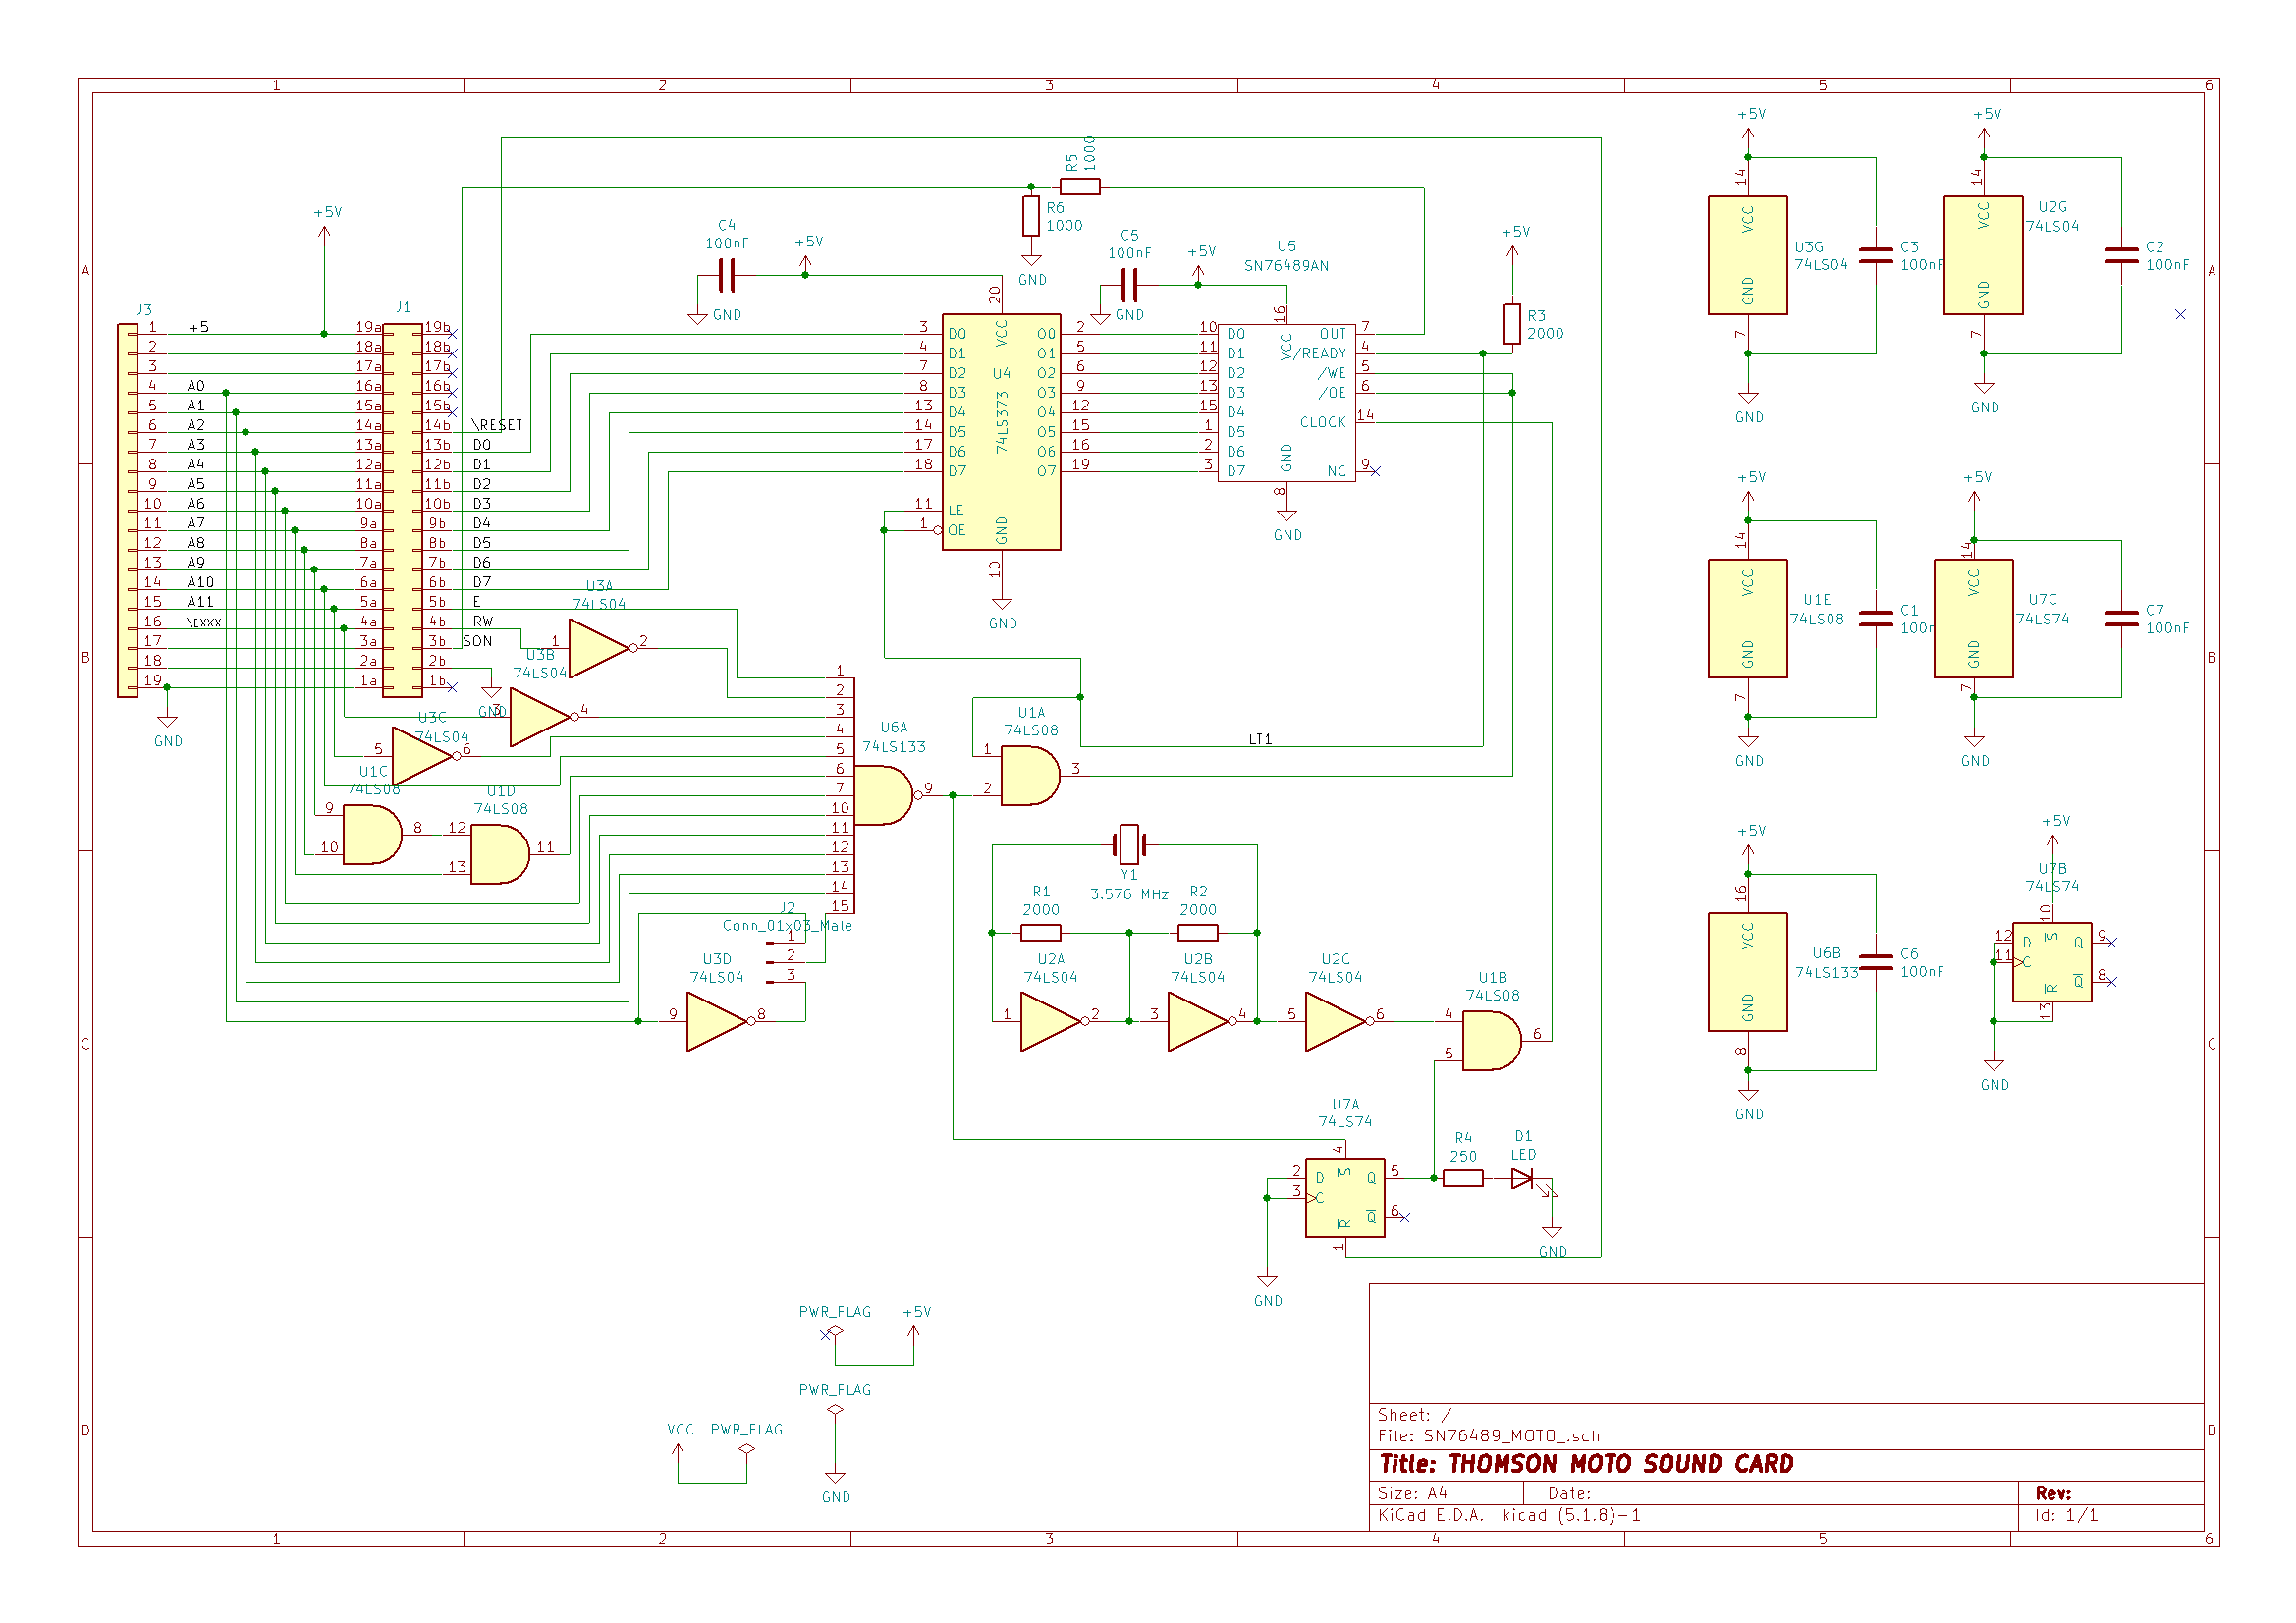 1 2 3 4 5 6
A
B
C
D
+5V
J3
J1
1 +5 19a 19b
2 18a 18b
3 17a 17b
4 A0 16a 16b
5 A1 15a 15b
6 A2 14a 14b \RESET
7 A3 13a 13b D0
8 A4 12a 12b D1
9 A5 11a 11b D2
10 A6 10a 10b D3
11 A7 9a 9b D4
12 A8 8a 8b D5
13 A9 7a 7b D6
14 A10 6a 6b D7
15 A11 5a 5b E
16 \EXXX 4a 4b RW
17 3a 3b SON
18 2a 2b
19 1a 1b
GND
GND
U3A
74LS04
1 2
U3B
74LS04
3 4
U3C
74LS04
5 6
U1C
74LS08
9
10
8
U1D
74LS08
12
13
11
U6A
74LS133
1
2
3
4
5
6
7
10
11
12
13
14
15
9
J2
Conn_01x03_Male
1
2
3
U3D
74LS04
9 8
C4
100nF
GND
+5V
R5
1000
R6
1000
GND
C5
100nF
GND
+5V
U4
74LS373
20
VCC
3 D0 O0 2
4 D1 O1 5
7 D2 O2 6
8 D3 O3 9
13 D4 O4 12
14 D5 O5 15
17 D6 O6 16
18 D7 O7 19
11 LE
1 OE
GND
10
GND
U5
SN76489AN
16
VCC
10 D0 OUT 7
11 D1 /READY 4
12 D2 /WE 5
13 D3 /OE 6
15 D4 CLOCK 14
1 D5
2 D6
3 D7 NC 9
GND
8
GND
+5V
R3
2000
U1A
74LS08
1
2
3
LT1
Y1
3.576 MHz
R1
2000
R2
2000
U2A
74LS04
1 2
U2B
74LS04
3 4
U2C
74LS04
5 6
U1B
74LS08
4
5
6
U7A
74LS74
4
S
2 D Q 5
3 C
Q 6
R
1
GND
R4
250
D1
LED
GND
+5V
14
VCC
GND
7
U3G
74LS04
C3
100nF
GND
+5V
14
VCC
GND
7
U2G
74LS04
C2
100nF
GND
+5V
14
VCC
GND
7
U1E
74LS08
C1
GND
+5V
14
VCC
GND
7
U7C
74LS74
C7
100nF
GND
+5V
16
VCC
GND
8
U6B
74LS133
C6
100nF
GND
+5V
U7B
74LS74
10
S
12 D Q 9
11 C
Q 8
R
13
GND
PWR_FLAG +5V
PWR_FLAG
GND
VCC PWR_FLAG
Sheet: /
File: SN76489_MOTO_.sch
Title: THOMSON MOTO SOUND CARD
Size: A4 Date: Rev:
KiCad E.D.A. kicad (5.1.8)-1 Id: 1/1
A
B
C
D
1 2 3 4 5 6